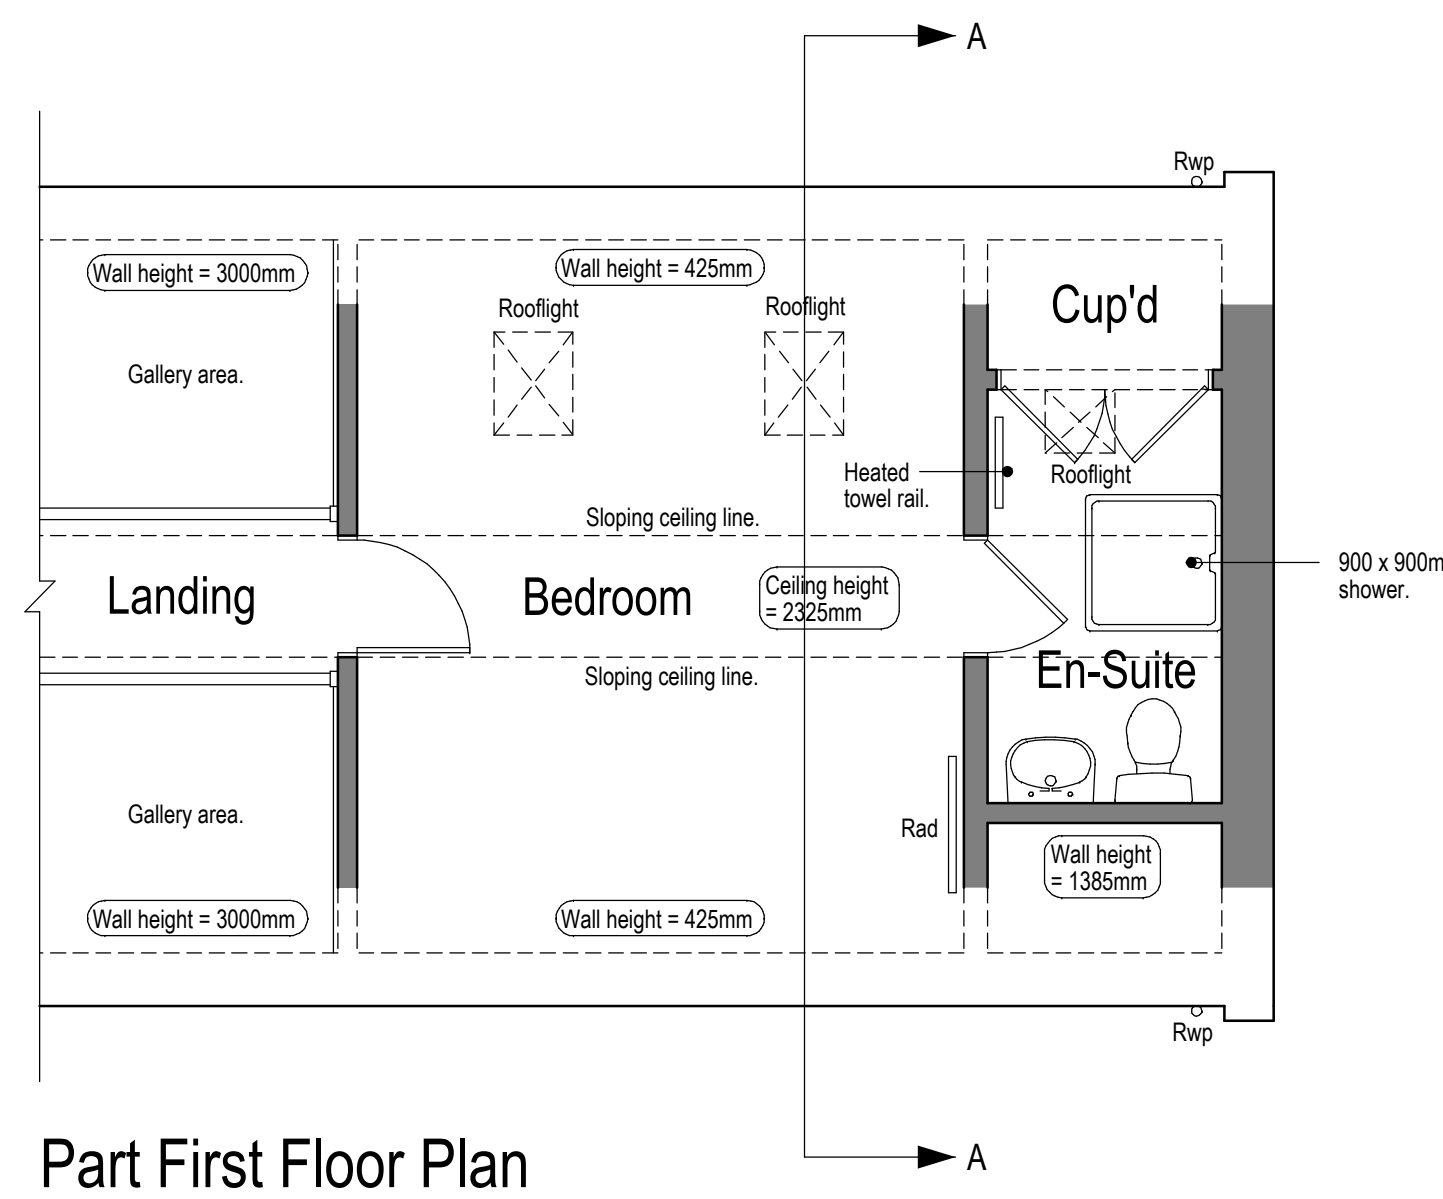 A
Rwp
Wall height = 3000mm
Wall height = 425mm
Rooflight
Rooflight
Cup'd
Gallery area.
Heated
towel rail.
Rooflight
Sloping ceiling line.
Landing
Bedroom
Ceiling height
= 2325mm
900 x 900m
shower.
Sloping ceiling line.
En-Suite
Gallery area.
Rad
Wall height
= 1385mm
Wall height = 3000mm
Wall height = 425mm
Rwp
A
Part First Floor Plan